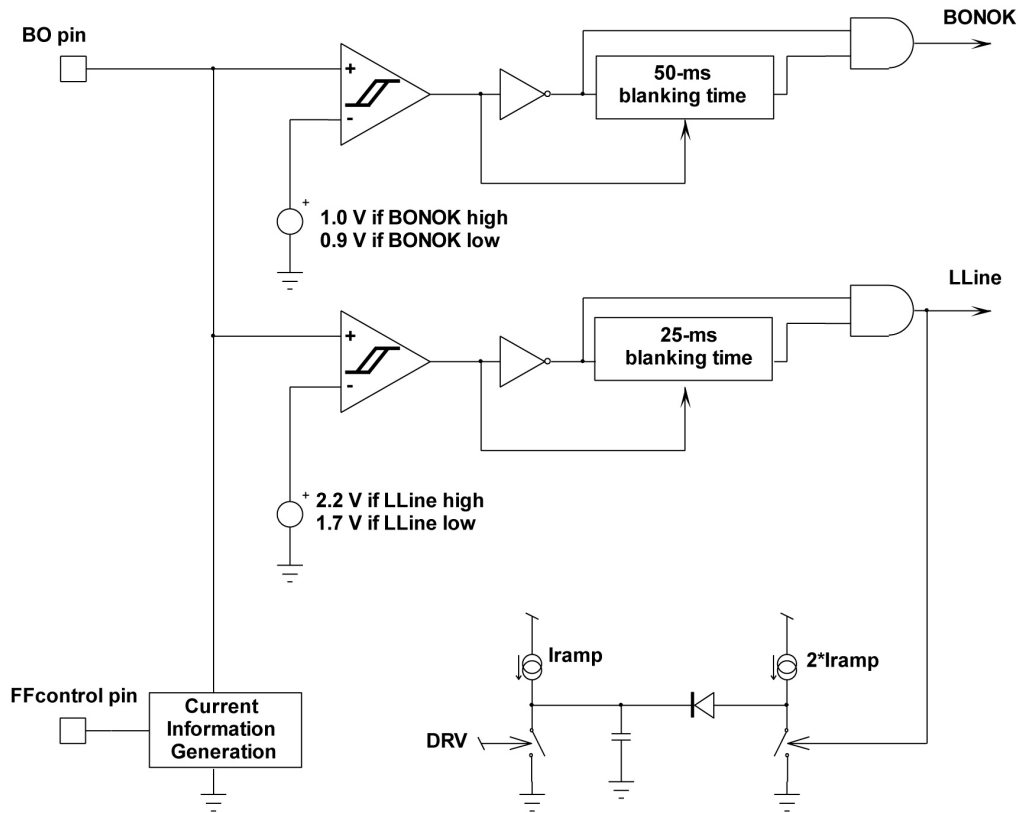 BONOK
BO pin
+
50-ms
blanking time
-
+
1.0 V if BONOK high
0.9 V if BONOK low
LLine
+
25-ms
blanking time
-
+
2.2 V if LLine high
1.7 V if LLine low
Iramp
2*Iramp
FFcontrol pin
Current
Information
Generation
DRV